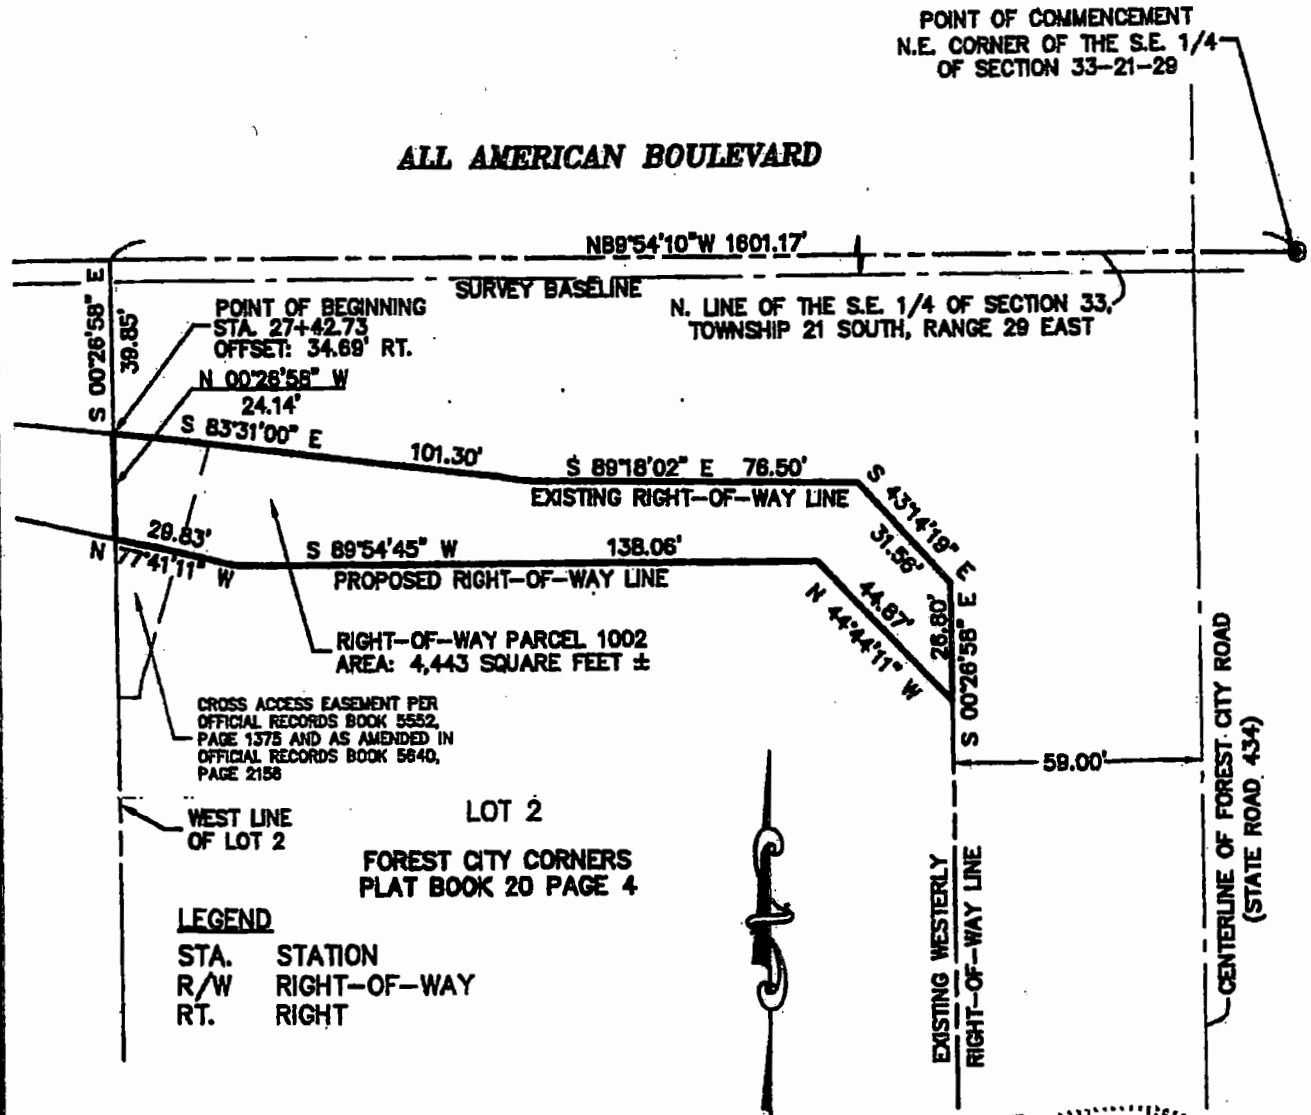 POINT OF COMMENCEMENT
N.E. CORNER OF THE S.E. 1/4
OF SECTION 33-21-29
ALL AMERICAN BOULEVARD
N89°54'10"W 1601.17'
SURVEY BASELINE
N. LINE OF THE S.E. 1/4 OF SECTION 33,
TOWNSHIP 21 SOUTH, RANGE 29 EAST
S 00°26'58" E
39.85'
POINT OF BEGINNING
STA. 27+42.73
OFFSET: 34.69' RT.
N 00°26'58" W
24.14'
S 83°31'00" E
101.30'
S 89°18'02" E 76.50'
EXISTING RIGHT-OF-WAY LINE
S 43°14'19" E
31.56'
29.83'
N 77°41'11" W
S 89°54'45" W
138.06'
PROPOSED RIGHT-OF-WAY LINE
44.87'
N 44°44'11" W
26.80'
S 00°26'58" E
RIGHT-OF-WAY PARCEL 1002
AREA: 4,443 SQUARE FEET ±
CROSS ACCESS EASEMENT PER
OFFICIAL RECORDS BOOK 5552,
PAGE 1375 AND AS AMENDED IN
OFFICIAL RECORDS BOOK 5640,
PAGE 2158
59.00'
CENTERLINE OF FOREST CITY ROAD
(STATE ROAD 434)
WEST LINE
OF LOT 2
LOT 2
FOREST CITY CORNERS
PLAT BOOK 20 PAGE 4
EXISTING WESTERLY
RIGHT-OF-WAY LINE
LEGEND
STA. STATION
R/W RIGHT-OF-WAY
RT. RIGHT